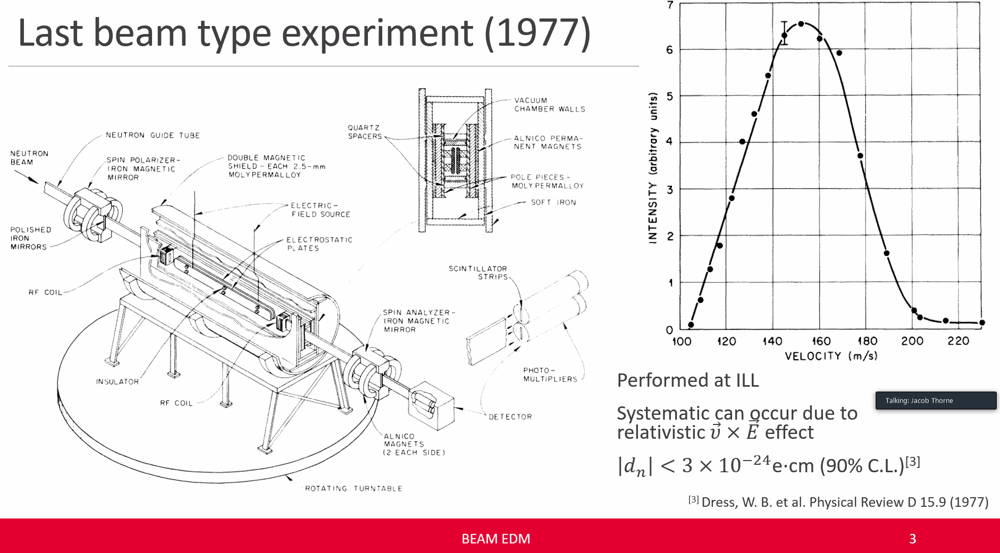 Last beam type experiment (1977)
NEUTRON
BEAM
NEUTRON GUIDE TUBE
SPIN POLARIZER-
IRON MAGNETIC
MIRROR
DOUBLE MAGNETIC
SHIELD - EACH 2.5-mm
MOLYPERMALLOY
POLISHED
IRON
MIRRORS
ELECTRIC-
FIELD SOURCE
ELECTROSTATIC
PLATES
RF COIL
INSULATOR
RF COIL
QUARTZ
SPACERS
VACUUM
CHAMBER WALLS
ALNICO PERMA-
NENT MAGNETS
POLE PIECES-
MOLYPERMALLOY
SOFT IRON
SCINTILLATOR
STRIPS
SPIN ANALYZER-
IRON MAGNETIC
MIRROR
PHOTO-
MULTIPLIERS
DETECTOR
ALNICO
MAGNETS
(2 EACH SIDE)
ROTATING TURNTABLE
INTENSITY (arbitrary units)
7
6
5
4
3
2
1
0
100 120 140 160 180 200 220
VELOCITY (m/s)
Performed at ILL
Talking: Jacob Thorne
Systematic can occur due to
relativistic v⃗ × E⃗ effect
|dₙ| < 3 × 10⁻²⁴e·cm (90% C.L.)[3]
[3] Dress, W. B. et al. Physical Review D 15.9 (1977)
BEAM EDM
3